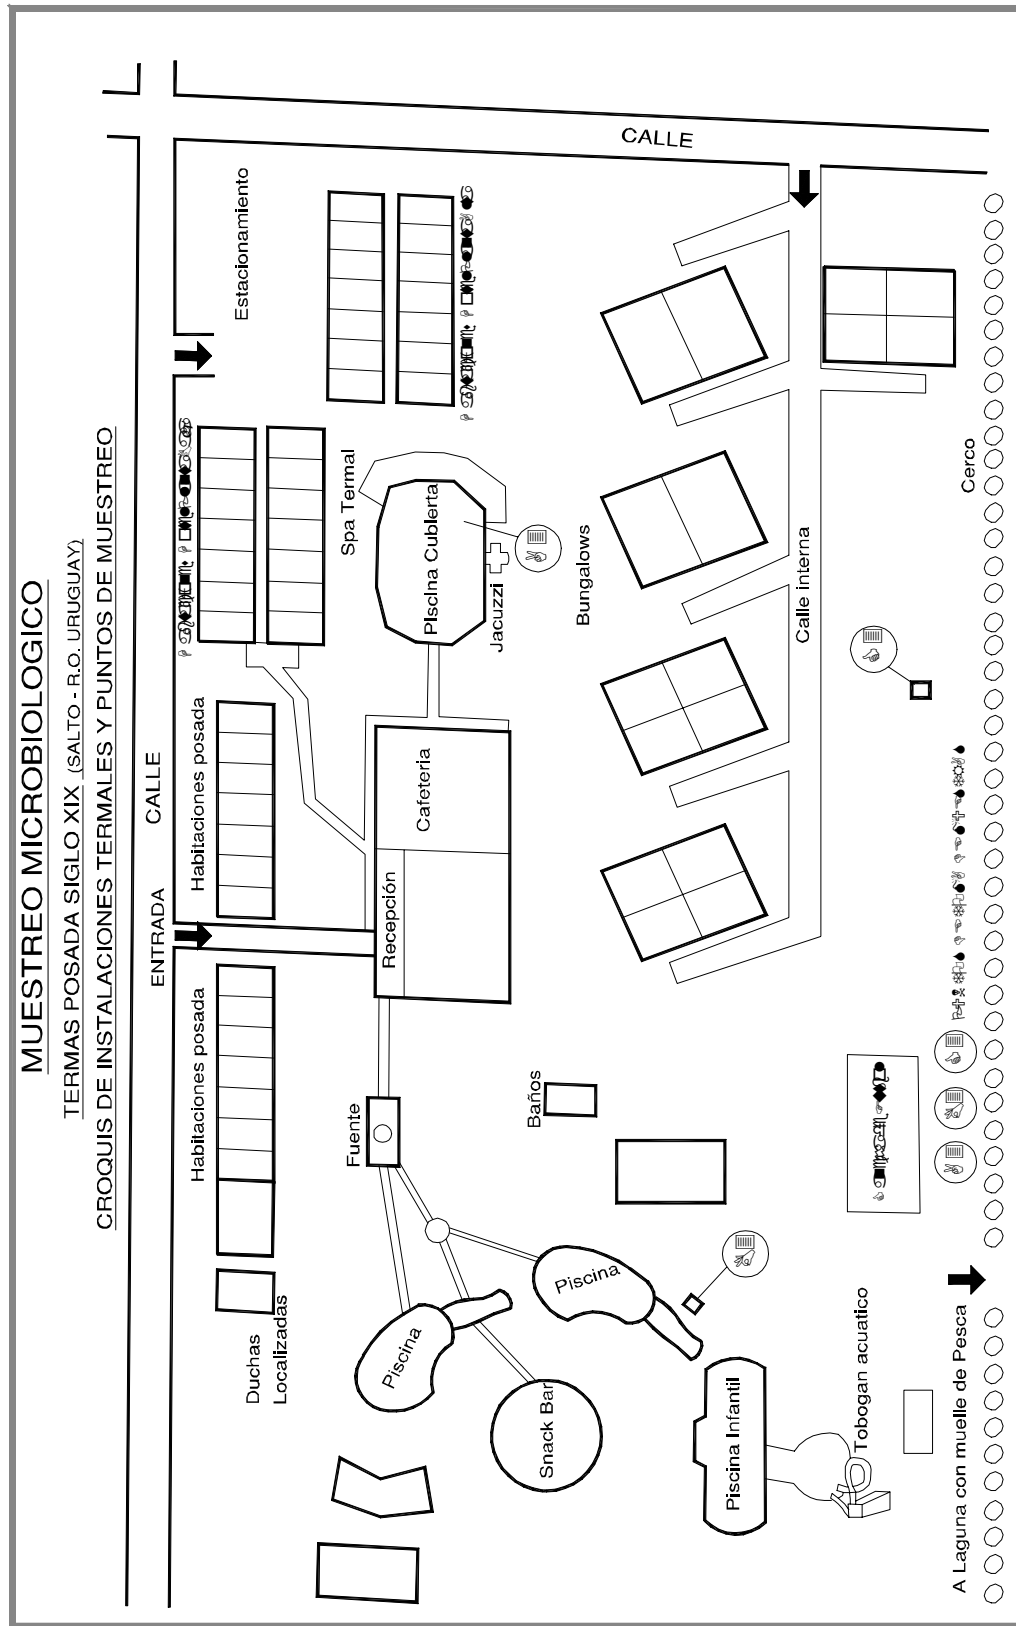 MUESTREO MICROBIOLOGICO
TERMAS POSADA SIGLO XIX (SALTO - R.O. URUGUAY)
CROQUIS DE INSTALACIONES TERMALES Y PUNTOS DE MUESTREO
ENTRADA
CALLE
CALLE
Duchas
Localizadas
Habitaciones posada
Habitaciones posada
Estacionamiento
Fuente
Recepción
Cafeteria
Spa Termal
Piscina Cubierta
Jacuzzi
Piscina
Snack Bar
Piscina
Baños
Bungalows
Piscina Infantil
Tobogan acuatico
Calle interna
A Laguna con muelle de Pesca
Cerco